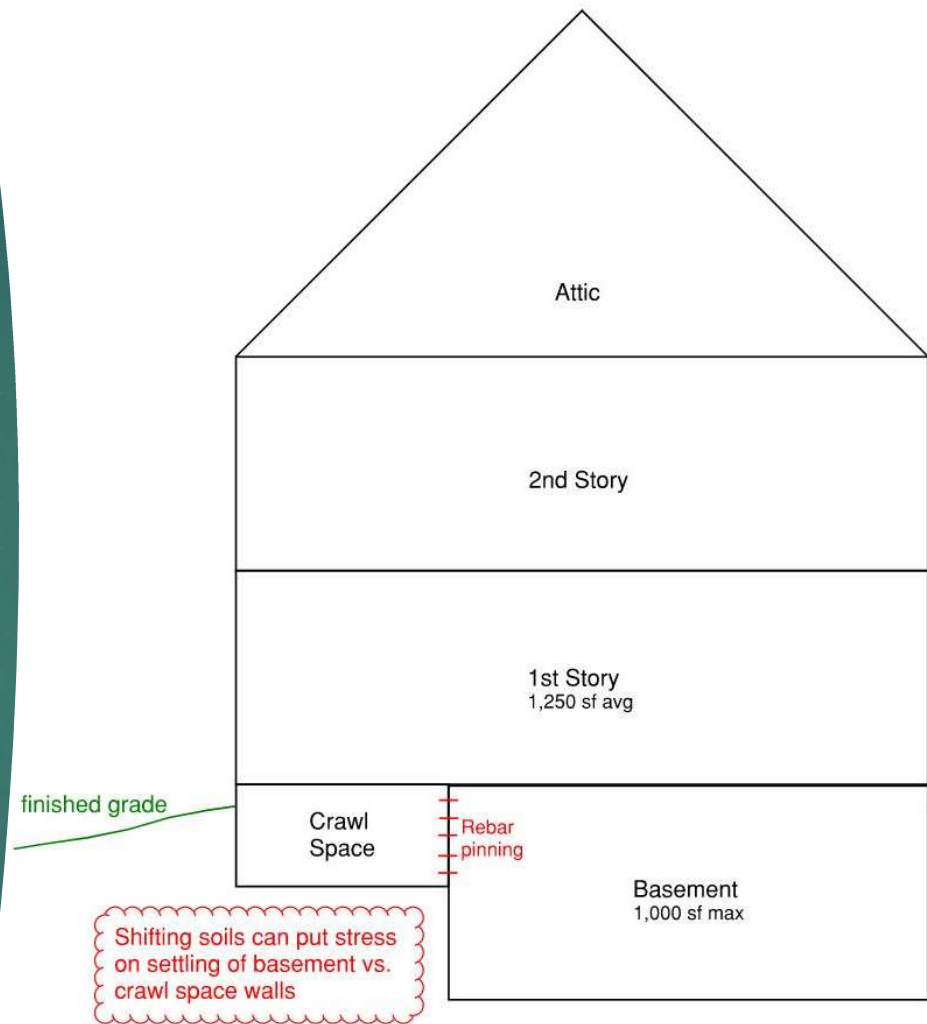 Attic
2nd Story
1st Story
1,250 sf avg
finished grade
Crawl
Space
Rebar
pinning
Basement
1,000 sf max
Shifting soils can put stress
on settling of basement vs.
crawl space walls